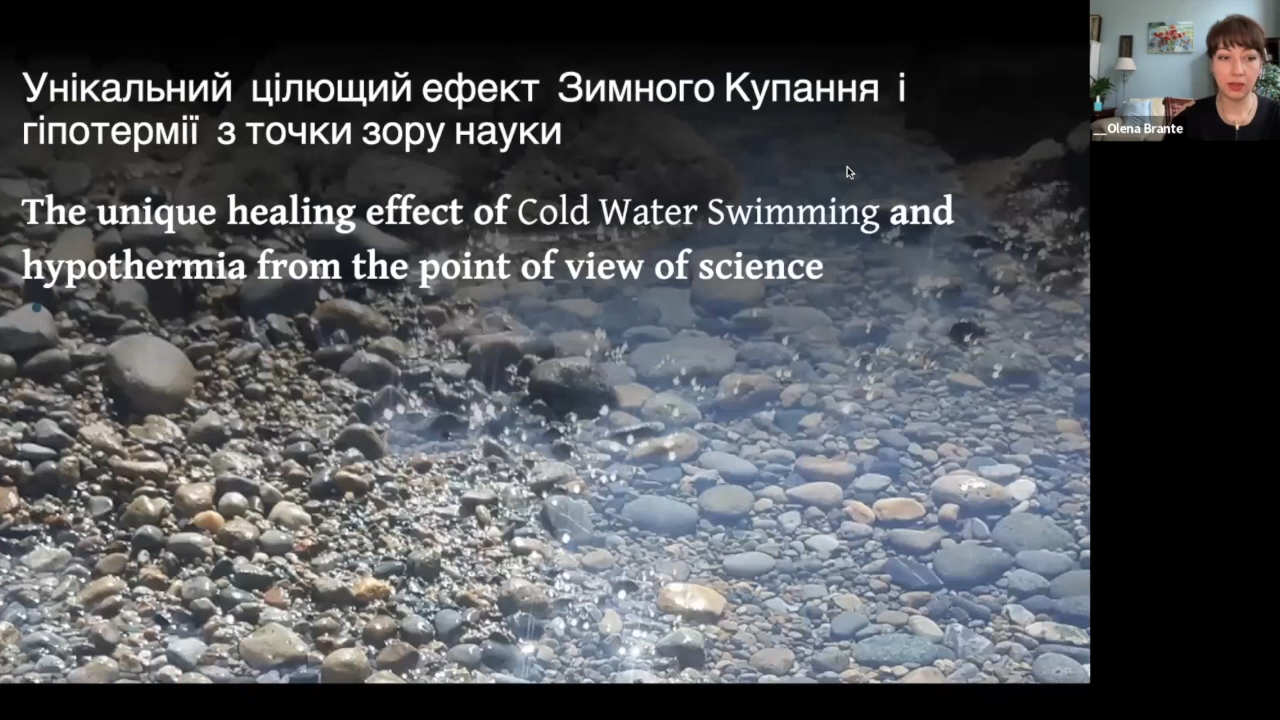 Унікальний цілющий ефект Зимного Купання і
гіпотермії з точки зору науки
The unique healing effect of Cold Water Swimming and
hypothermia from the point of view of science
__Olena Brante